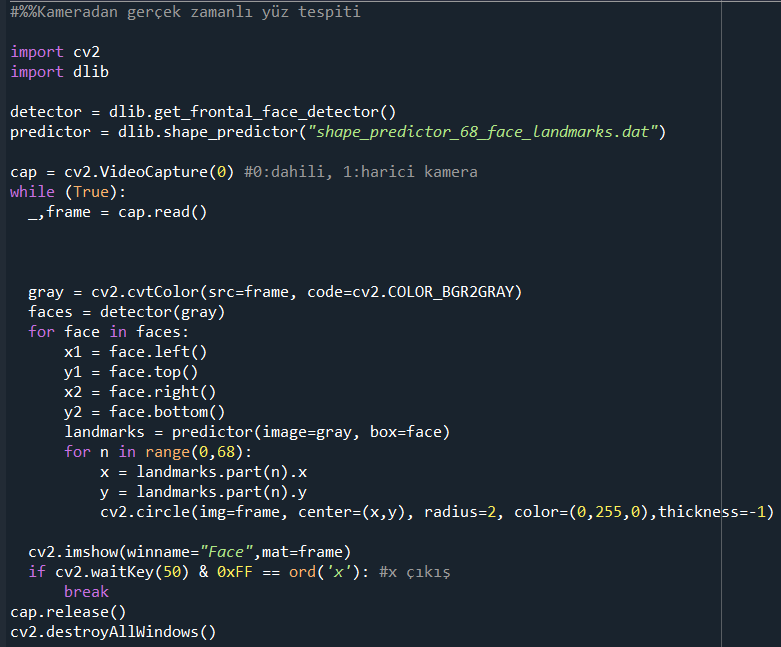 #%%Kameradan gerçek zamanlı yüz tespiti
import cv2
import dlib
detector = dlib.get_frontal_face_detector()
predictor = dlib.shape_predictor("shape_predictor_68_face_landmarks.dat")
cap = cv2.VideoCapture(0) #0:dahili, 1:harici kamera
while (True):
  _,frame = cap.read()
  gray = cv2.cvtColor(src=frame, code=cv2.COLOR_BGR2GRAY)
  faces = detector(gray)
  for face in faces:
      x1 = face.left()
      y1 = face.top()
      x2 = face.right()
      y2 = face.bottom()
      landmarks = predictor(image=gray, box=face)
      for n in range(0,68):
          x = landmarks.part(n).x
          y = landmarks.part(n).y
          cv2.circle(img=frame, center=(x,y), radius=2, color=(0,255,0),thickness=-1)
  cv2.imshow(winname="Face",mat=frame)
  if cv2.waitKey(50) & 0xFF == ord('x'): #x çıkış
      break
cap.release()
cv2.destroyAllWindows()